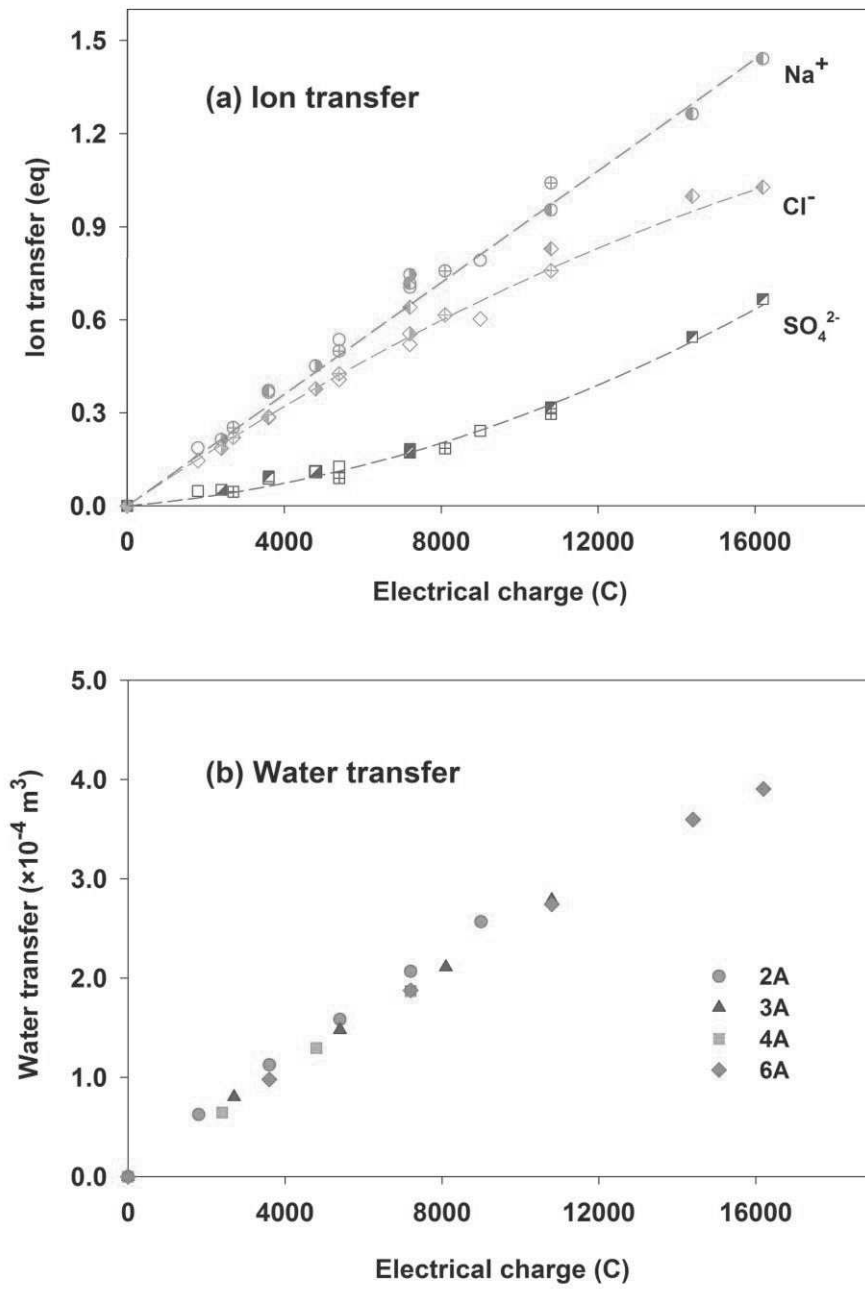 (a) Ion transfer
Ion transfer (eq)
1.5
1.2
0.9
0.6
0.3
0.0
Na⁺
Cl⁻
SO₄²⁻
0 4000 8000 12000 16000
Electrical charge (C)
(b) Water transfer
Water transfer (×10⁻⁴ m³)
5.0
4.0
3.0
2.0
1.0
0.0
2A
3A
4A
6A
0 4000 8000 12000 16000
Electrical charge (C)